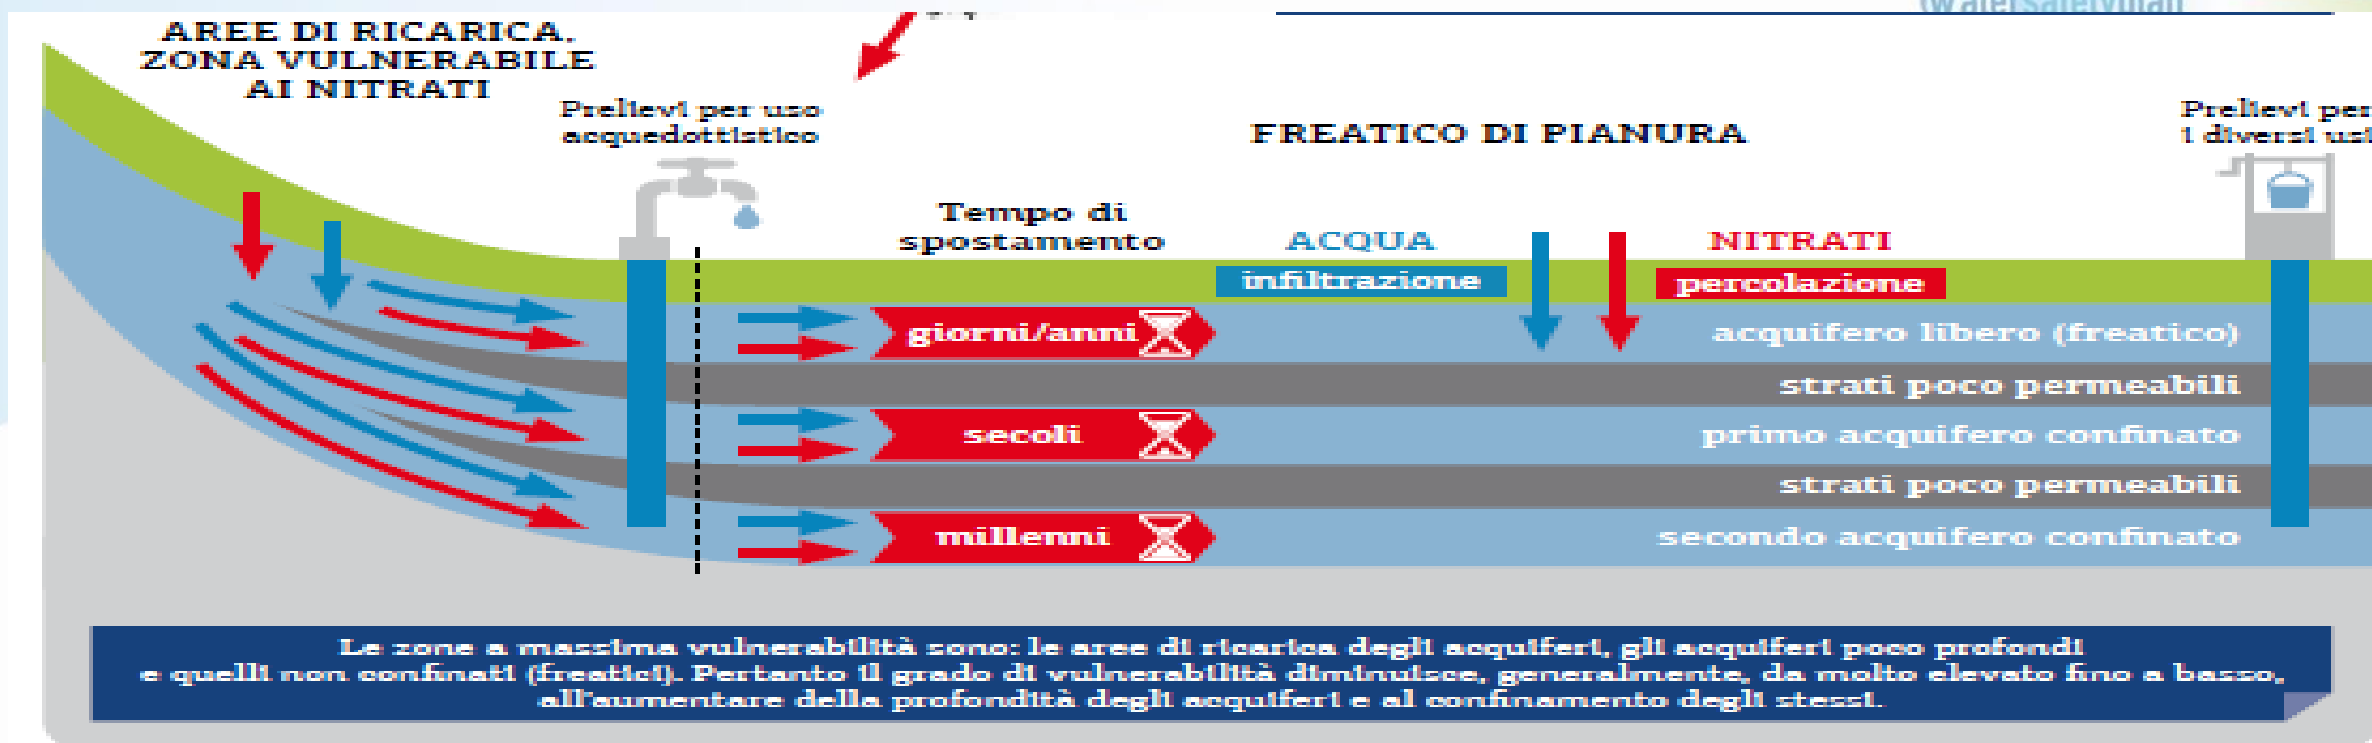 AREE DI RICARICA.
ZONA VULNERABILE
AI NITRATI
Prelievi per uso
acquedottistico
FREATICO DI PIANURA
Prelievi per
i diversi usi
Tempo di
spostamento
ACQUA
NITRATI
infiltrazione
percolazione
giorni/anni
acquifero libero (freatico)
strati poco permeabili
secoli
primo acquifero confinato
strati poco permeabili
millenni
secondo acquifero confinato
Le zone a massima vulnerabilità sono: le aree di ricarica degli acquiferi, gli acquiferi poco profondi
e quelli non confinati (freatici). Pertanto il grado di vulnerabilità diminuisce, generalmente, da molto elevato fino a basso,
all'aumentare della profondità degli acquiferi e al confinamento degli stessi.